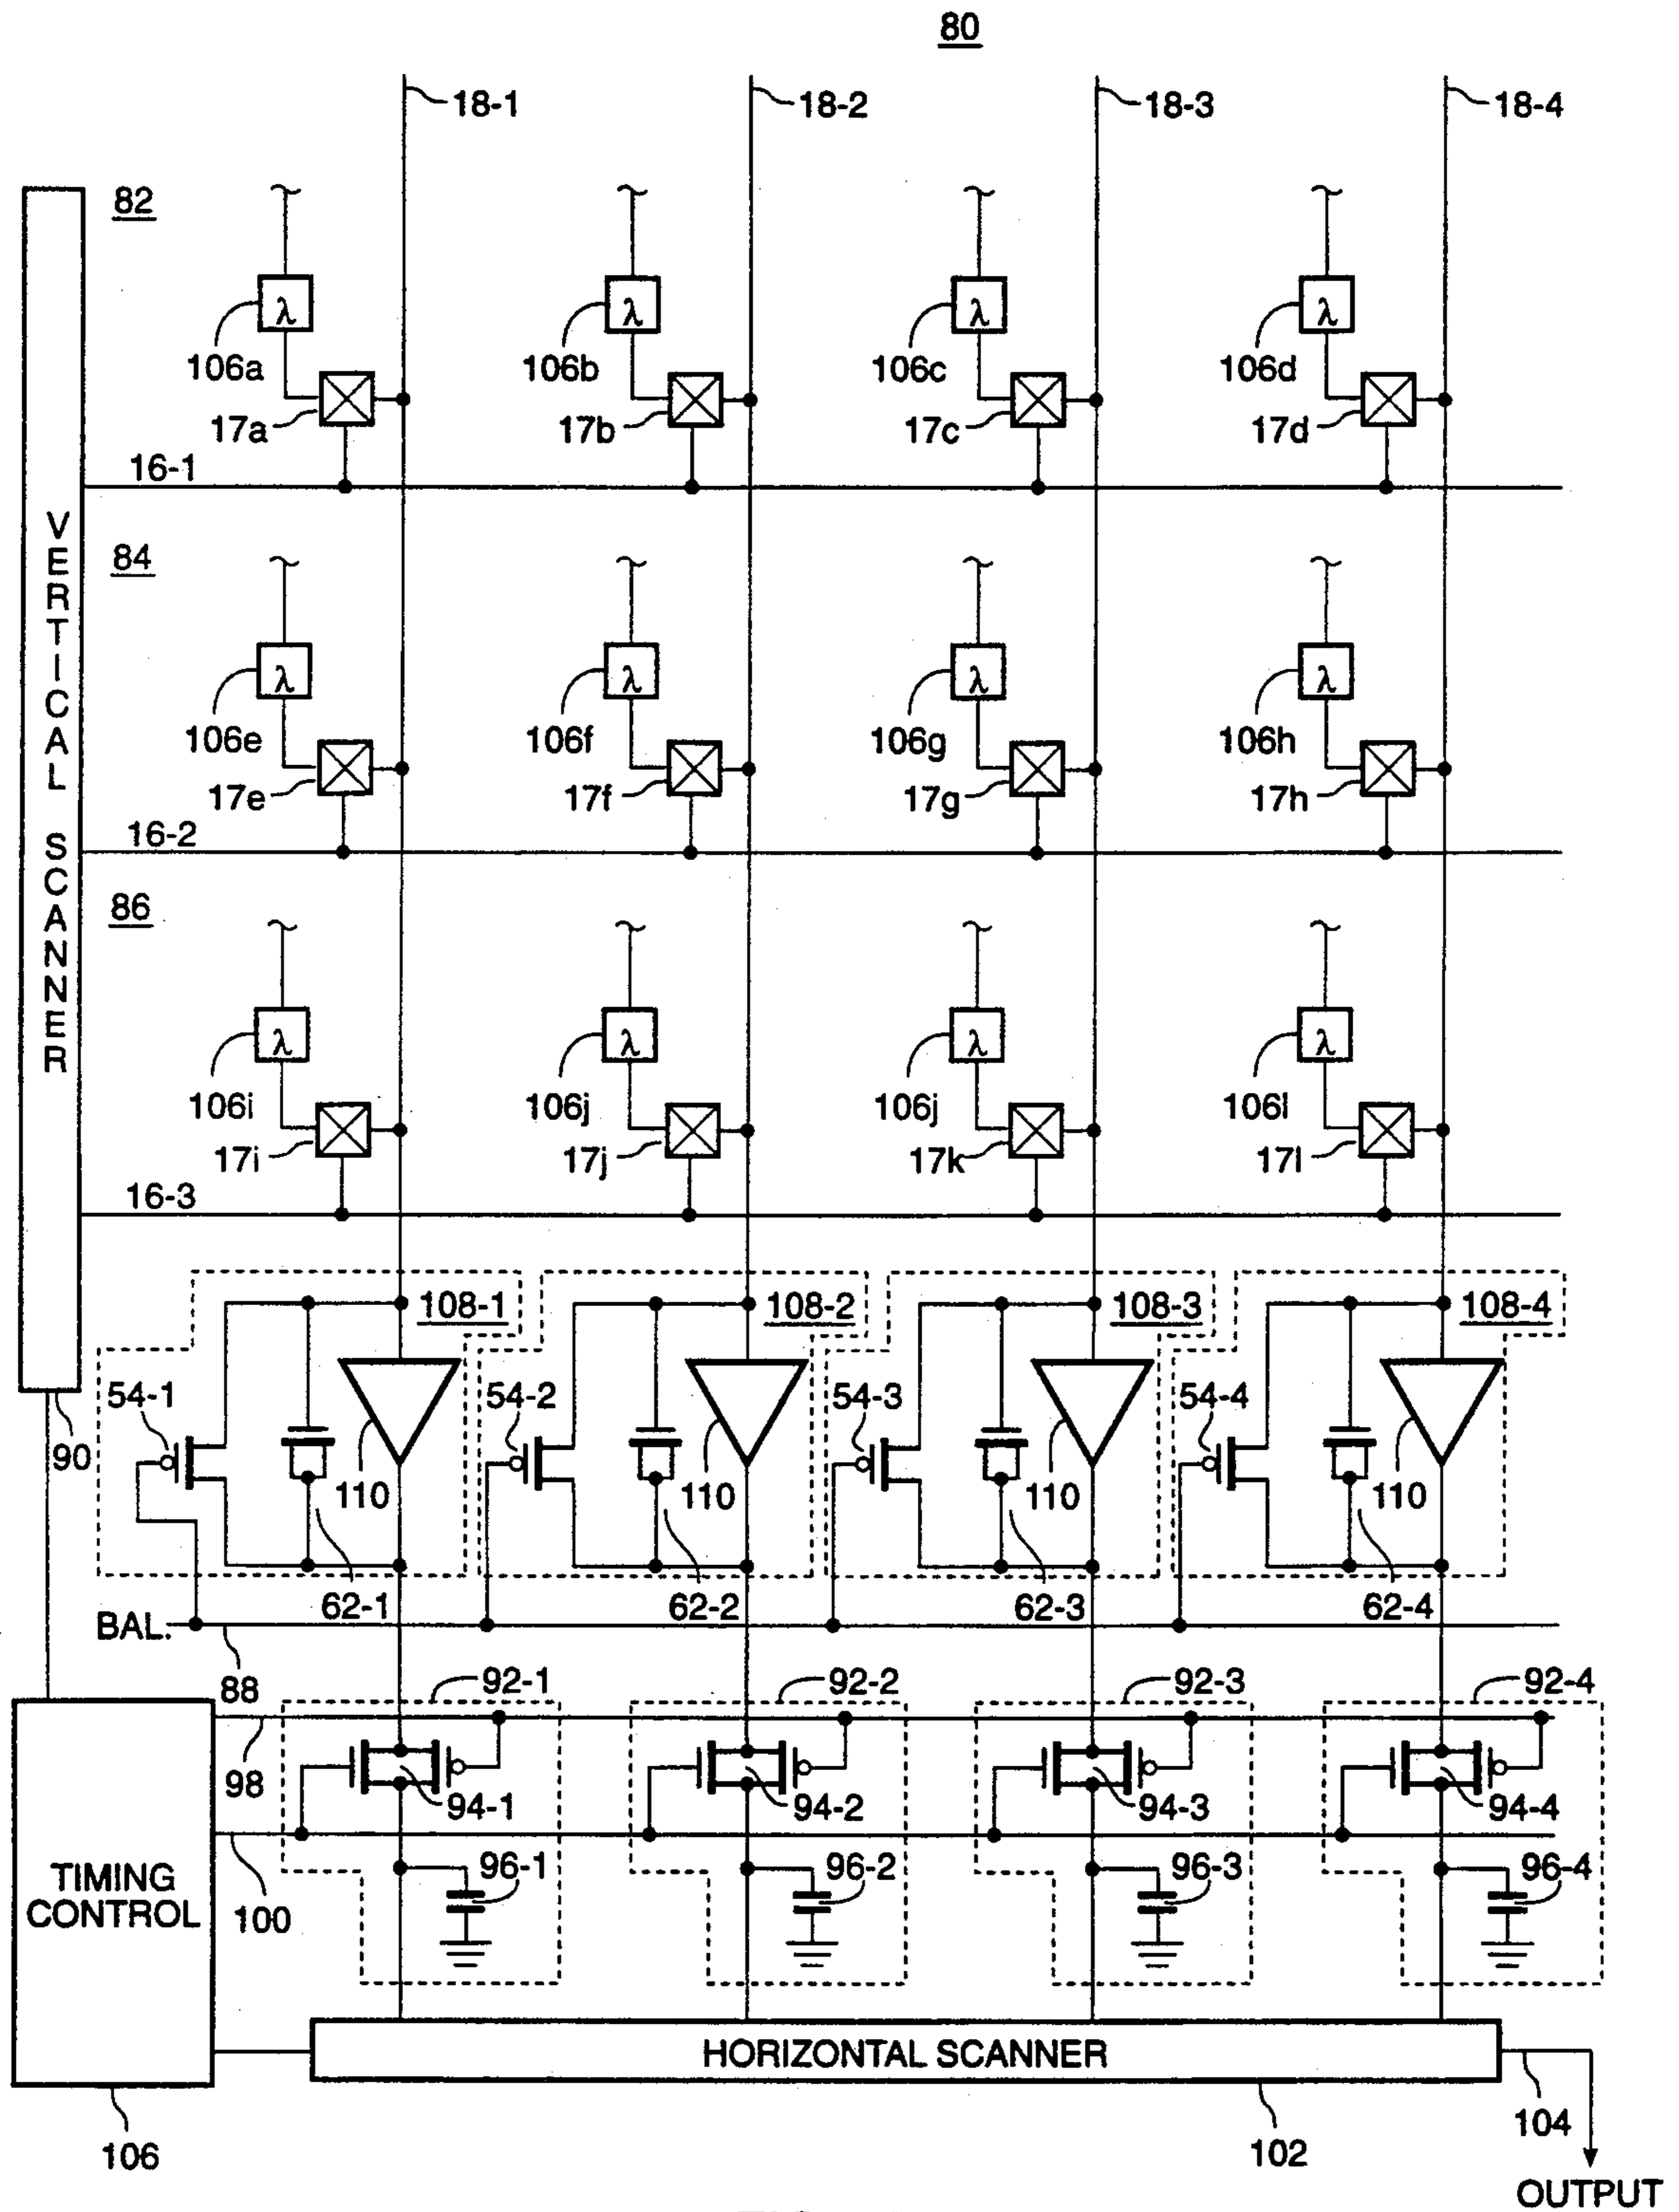 80
18-1 18-2 18-3 18-4
82
λ λ λ λ
106a 106b 106c 106d
17a 17b 17c 17d
16-1
VERTICAL SCANNER
84
λ λ λ λ
106e 106f 106g 106h
17e 17f 17g 17h
16-2
86
λ λ λ λ
106i 106j 106j 106l
17i 17j 17k 17l
16-3
108-1 108-2 108-3 108-4
54-1 54-2 54-3 54-4
90
110 110 110 110
62-1 62-2 62-3 62-4
BAL.
88
92-1 92-2 92-3 92-4
98
94-1 94-2 94-3 94-4
TIMING
CONTROL
96-1 96-2 96-3 96-4
100
HORIZONTAL SCANNER
106
102
104
OUTPUT